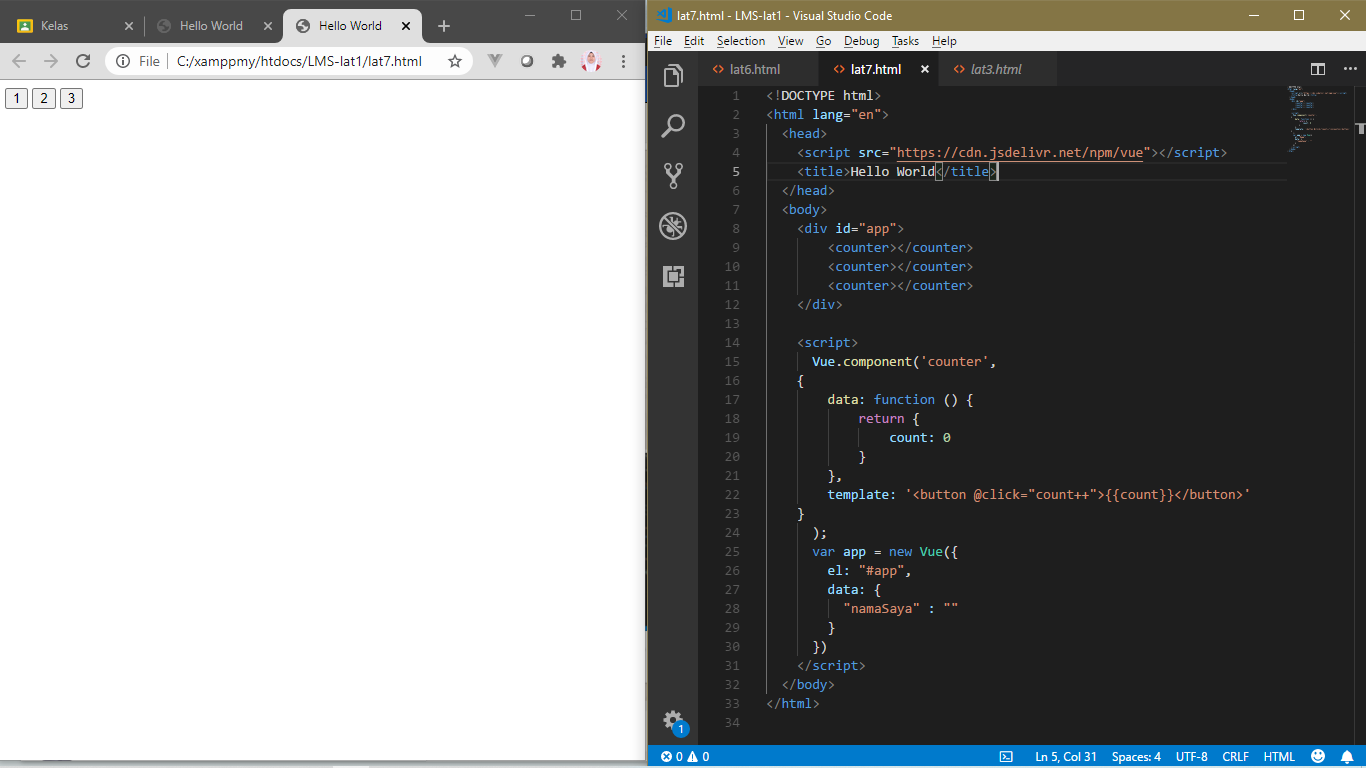 Kelas
Hello World
Hello World
File
C:/xamppmy/htdocs/LMS-lat1/lat7.html
1 2 3
lat7.html - LMS-lat1 - Visual Studio Code
File Edit Selection View Go Debug Tasks Help
lat6.html
lat7.html
lat3.html
1 <!DOCTYPE html>
2 <html lang="en">
3 <head>
4 <script src="https://cdn.jsdelivr.net/npm/vue"></script>
5 <title>Hello World</title>
6 </head>
7 <body>
8 <div id="app">
9 <counter></counter>
10 <counter></counter>
11 <counter></counter>
12 </div>
13
14 <script>
15 Vue.component('counter',
16 {
17 data: function () {
18 return {
19 count: 0
20 }
21 },
22 template: '<button @click="count++">{{count}}</button>'
23 }
24 );
25 var app = new Vue({
26 el: "#app",
27 data: {
28 "namaSaya" : ""
29 }
30 })
31 </script>
32 </body>
33 </html>
34
1
0 0
Ln 5, Col 31 Spaces: 4 UTF-8 CRLF HTML